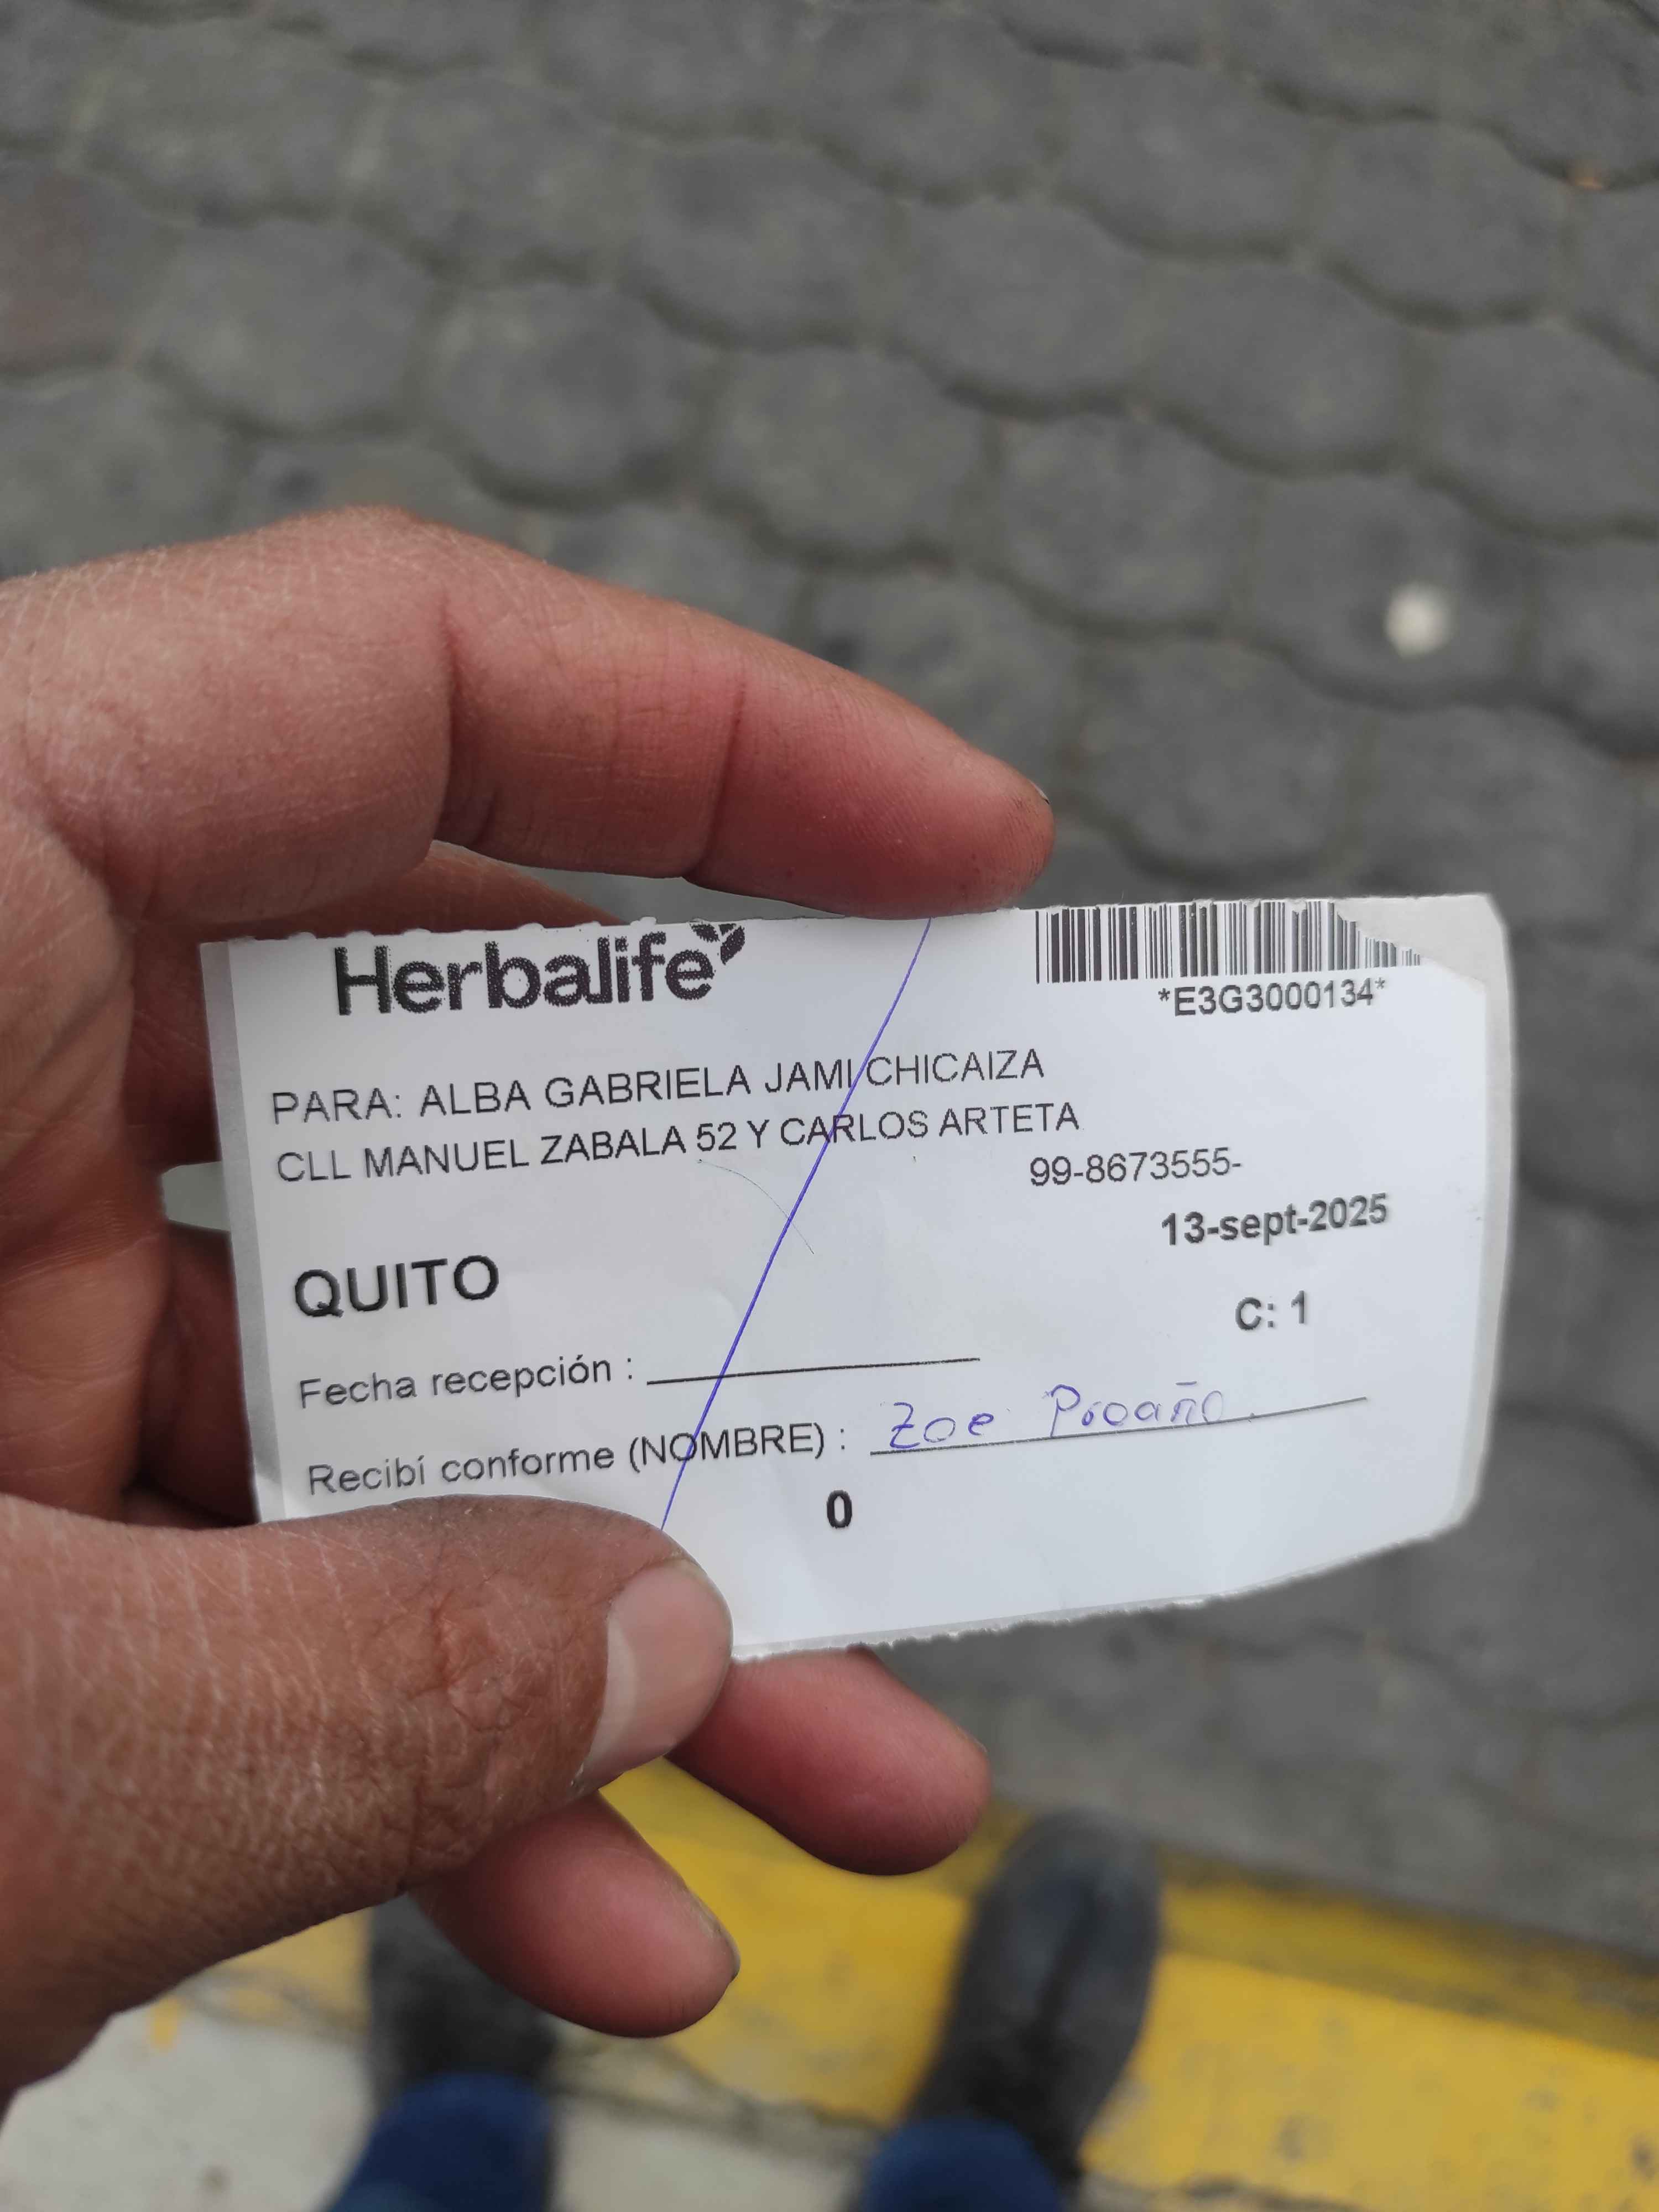 Herbalife
*E3G3000134*
PARA: ALBA GABRIELA JAMI CHICAIZA
CLL MANUEL ZABALA 52 Y CARLOS ARTETA
99-8673555-
13-sept-2025
QUITO
C: 1
Fecha recepción :
Recibí conforme (NOMBRE) : Zoe Proaño
0